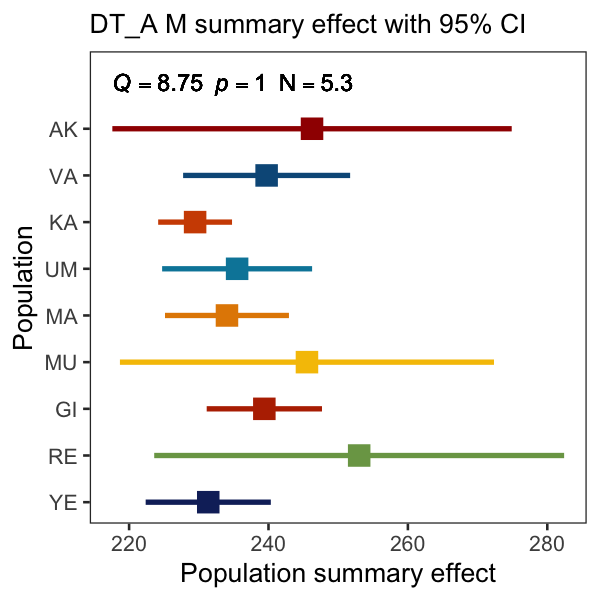 DT_A M summary effect with 95% CI
Q = 8.75 p = 1 N = 5.3
AK
VA
KA
UM
MA
MU
GI
RE
YE
Population
220 240 260 280
Population summary effect